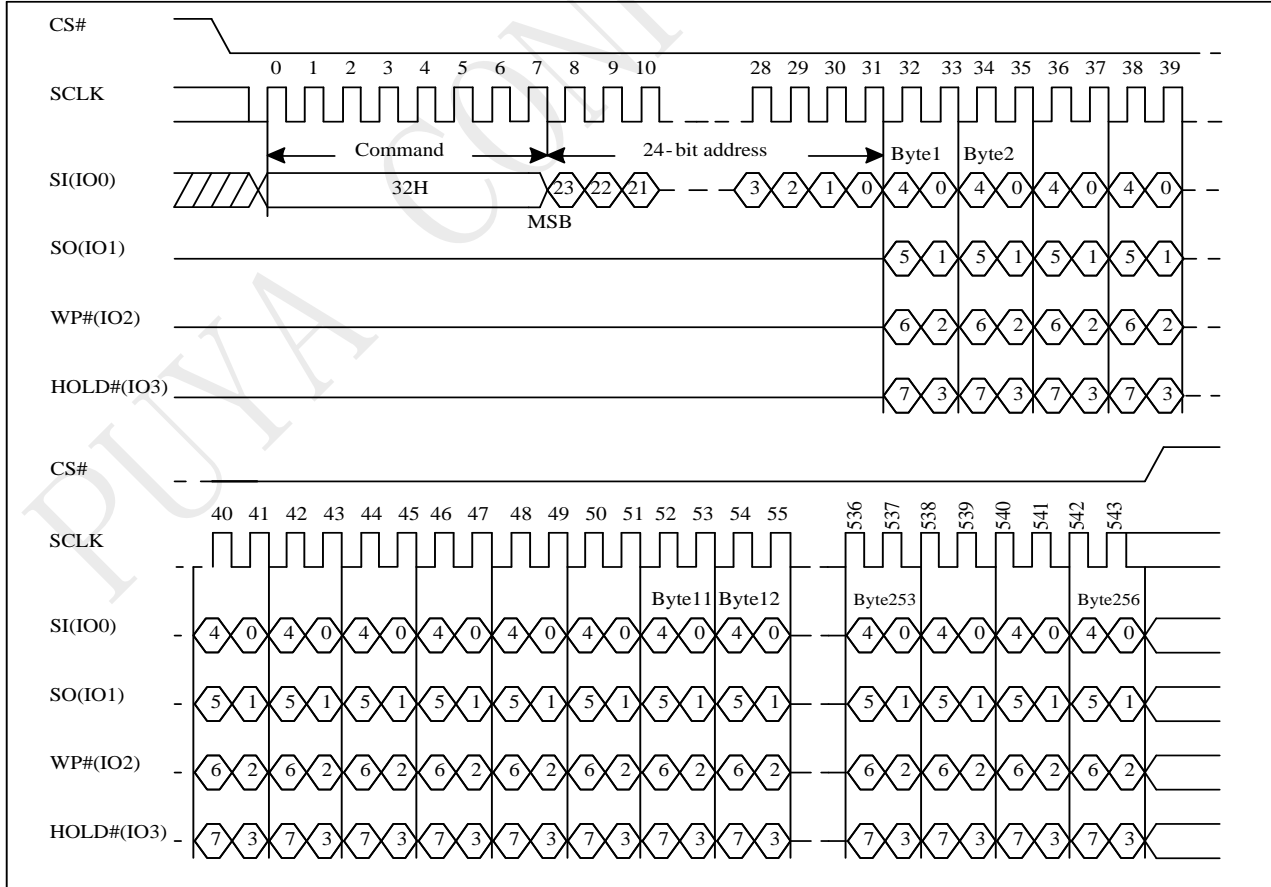 CS#
0 1 2 3 4 5 6 7 8 9 10 28 29 30 31 32 33 34 35 36 37 38 39
SCLK
Command 24-bit address Byte1 Byte2
SI(IO0) 32H 23 22 21 3 2 1 0 4 0 4 0 4 0 4 0
MSB
SO(IO1) 5 1 5 1 5 1 5 1
WP#(IO2) 6 2 6 2 6 2 6 2
HOLD#(IO3) 7 3 7 3 7 3 7 3
CS#
40 41 42 43 44 45 46 47 48 49 50 51 52 53 54 55 536 537 538 539 540 541 542 543
SCLK
Byte11 Byte12 Byte253 Byte256
SI(IO0) 4 0 4 0 4 0 4 0 4 0 4 0 4 0 4 0 4 0 4 0 4 0 4 0
SO(IO1) 5 1 5 1 5 1 5 1 5 1 5 1 5 1 5 1 5 1 5 1 5 1 5 1
WP#(IO2) 6 2 6 2 6 2 6 2 6 2 6 2 6 2 6 2 6 2 6 2 6 2 6 2
HOLD#(IO3) 7 3 7 3 7 3 7 3 7 3 7 3 7 3 7 3 7 3 7 3 7 3 7 3
PUYA